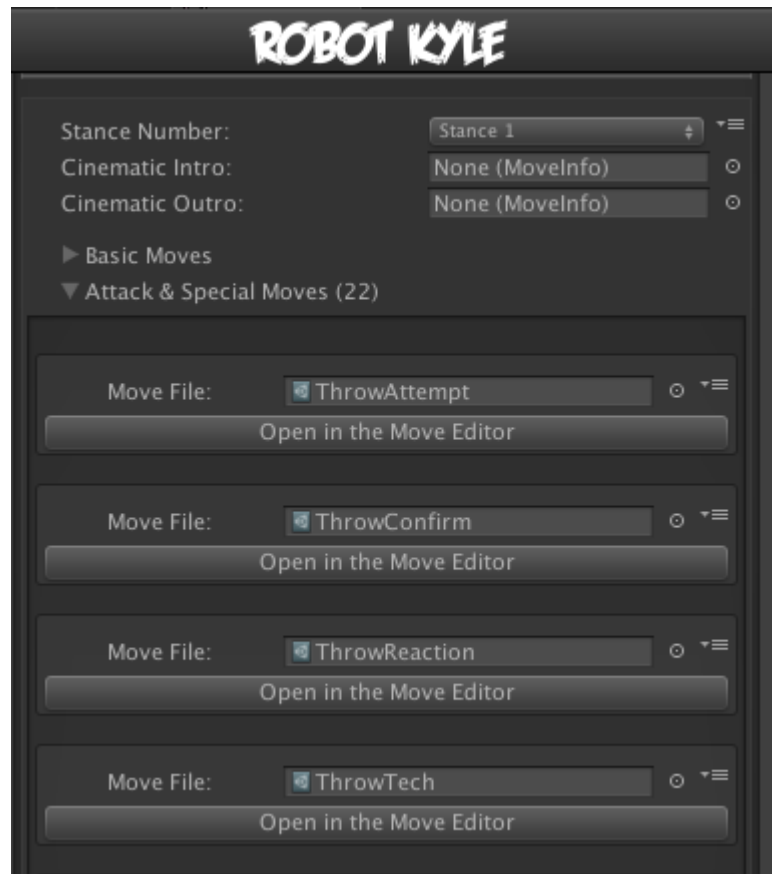 ROBOT KYLE
Stance Number: Stance 1
Cinematic Intro: None (MoveInfo)
Cinematic Outro: None (MoveInfo)
Basic Moves
Attack & Special Moves (22)
Move File: ThrowAttempt
Open in the Move Editor
Move File: ThrowConfirm
Open in the Move Editor
Move File: ThrowReaction
Open in the Move Editor
Move File: ThrowTech
Open in the Move Editor